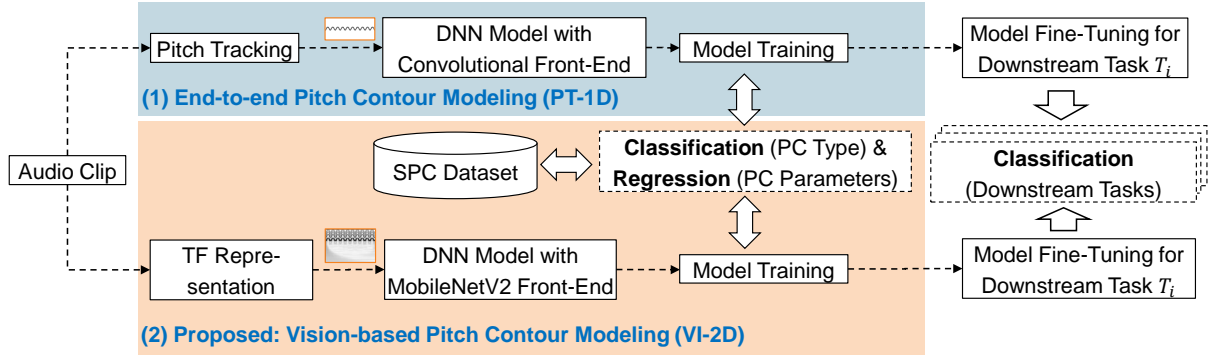 Pitch Tracking
DNN Model with
Convolutional Front-End
Model Training
Model Fine-Tuning for
Downstream Task T_i
(1) End-to-end Pitch Contour Modeling (PT-1D)
Audio Clip
SPC Dataset
Classification (PC Type) &
Regression (PC Parameters)
Classification
(Downstream Tasks)
TF Repre-
sentation
DNN Model with
MobileNetV2 Front-End
Model Training
Model Fine-Tuning for
Downstream Task T_i
(2) Proposed: Vision-based Pitch Contour Modeling (VI-2D)